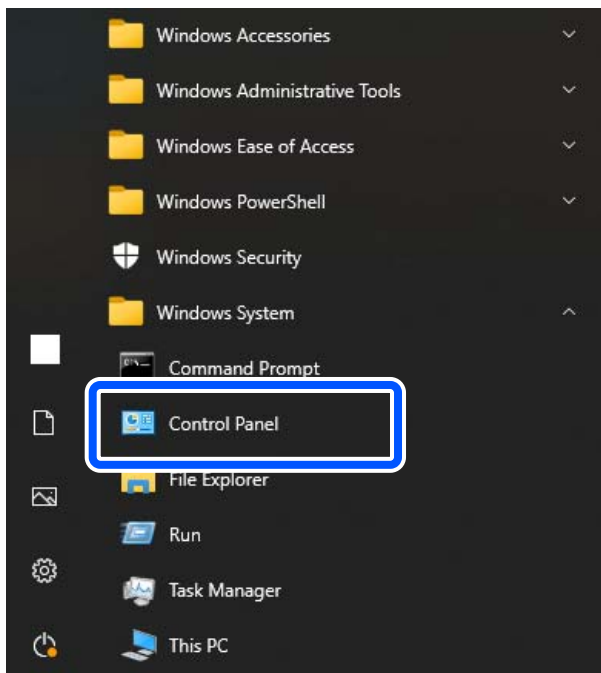 Windows Accessories
Windows Administrative Tools
Windows Ease of Access
Windows PowerShell
Windows Security
Windows System
Command Prompt
Control Panel
File Explorer
Run
Task Manager
This PC